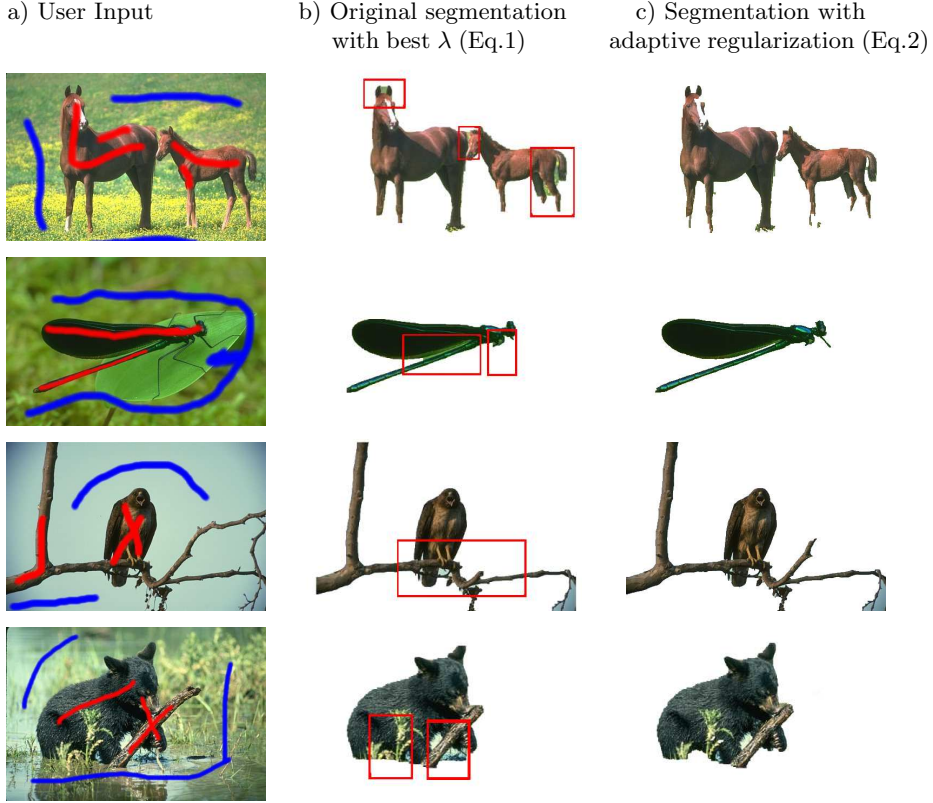 a) User Input
b) Original segmentation
with best λ (Eq.1)
c) Segmentation with
adaptive regularization (Eq.2)